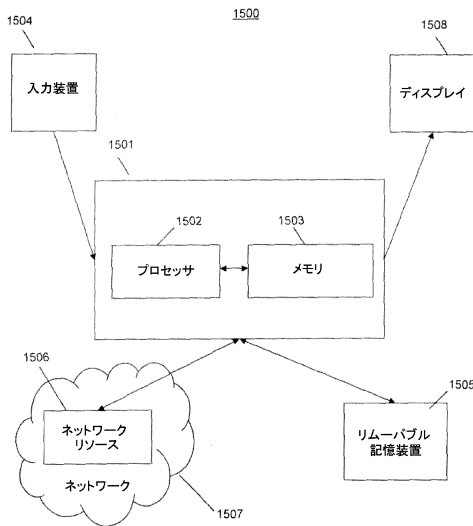 1500
1504
入力装置
1508
ディスプレイ
1501
1502
プロセッサ
1503
メモリ
1506
ネットワーク
リソース
ネットワーク
1507
1505
リムーバブル
記憶装置